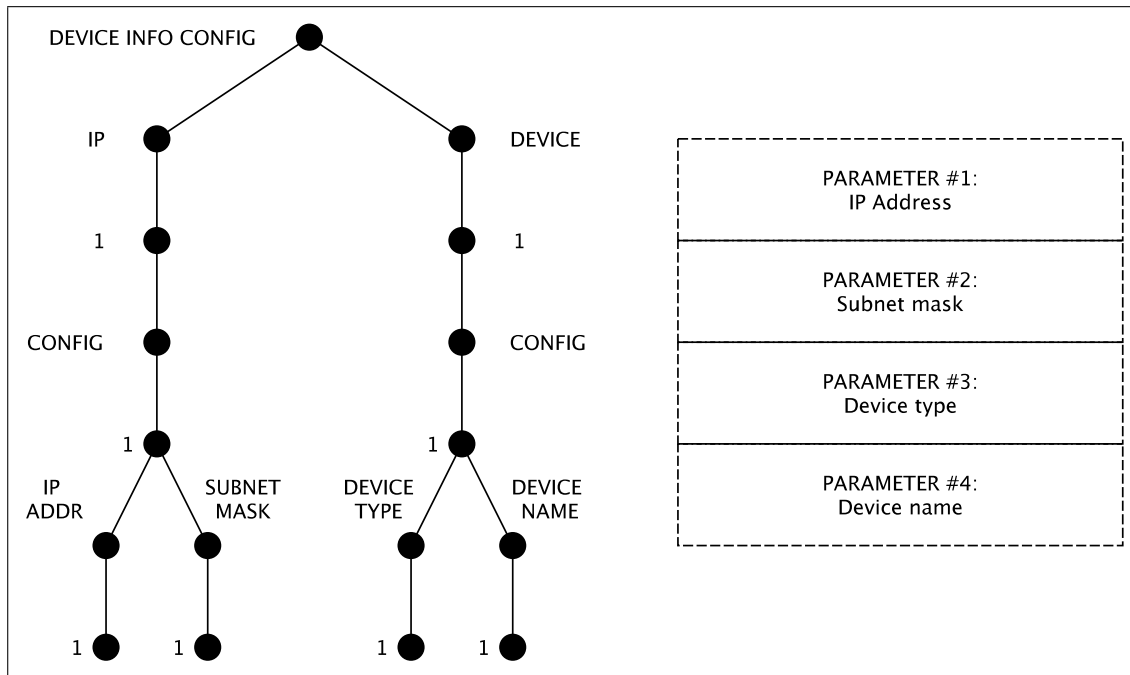 DEVICE INFO CONFIG
IP
DEVICE
1
1
CONFIG
CONFIG
1
1
IP
ADDR
SUBNET
MASK
DEVICE
TYPE
DEVICE
NAME
1
1
1
1
PARAMETER #1:
IP Address
PARAMETER #2:
Subnet mask
PARAMETER #3:
Device type
PARAMETER #4:
Device name